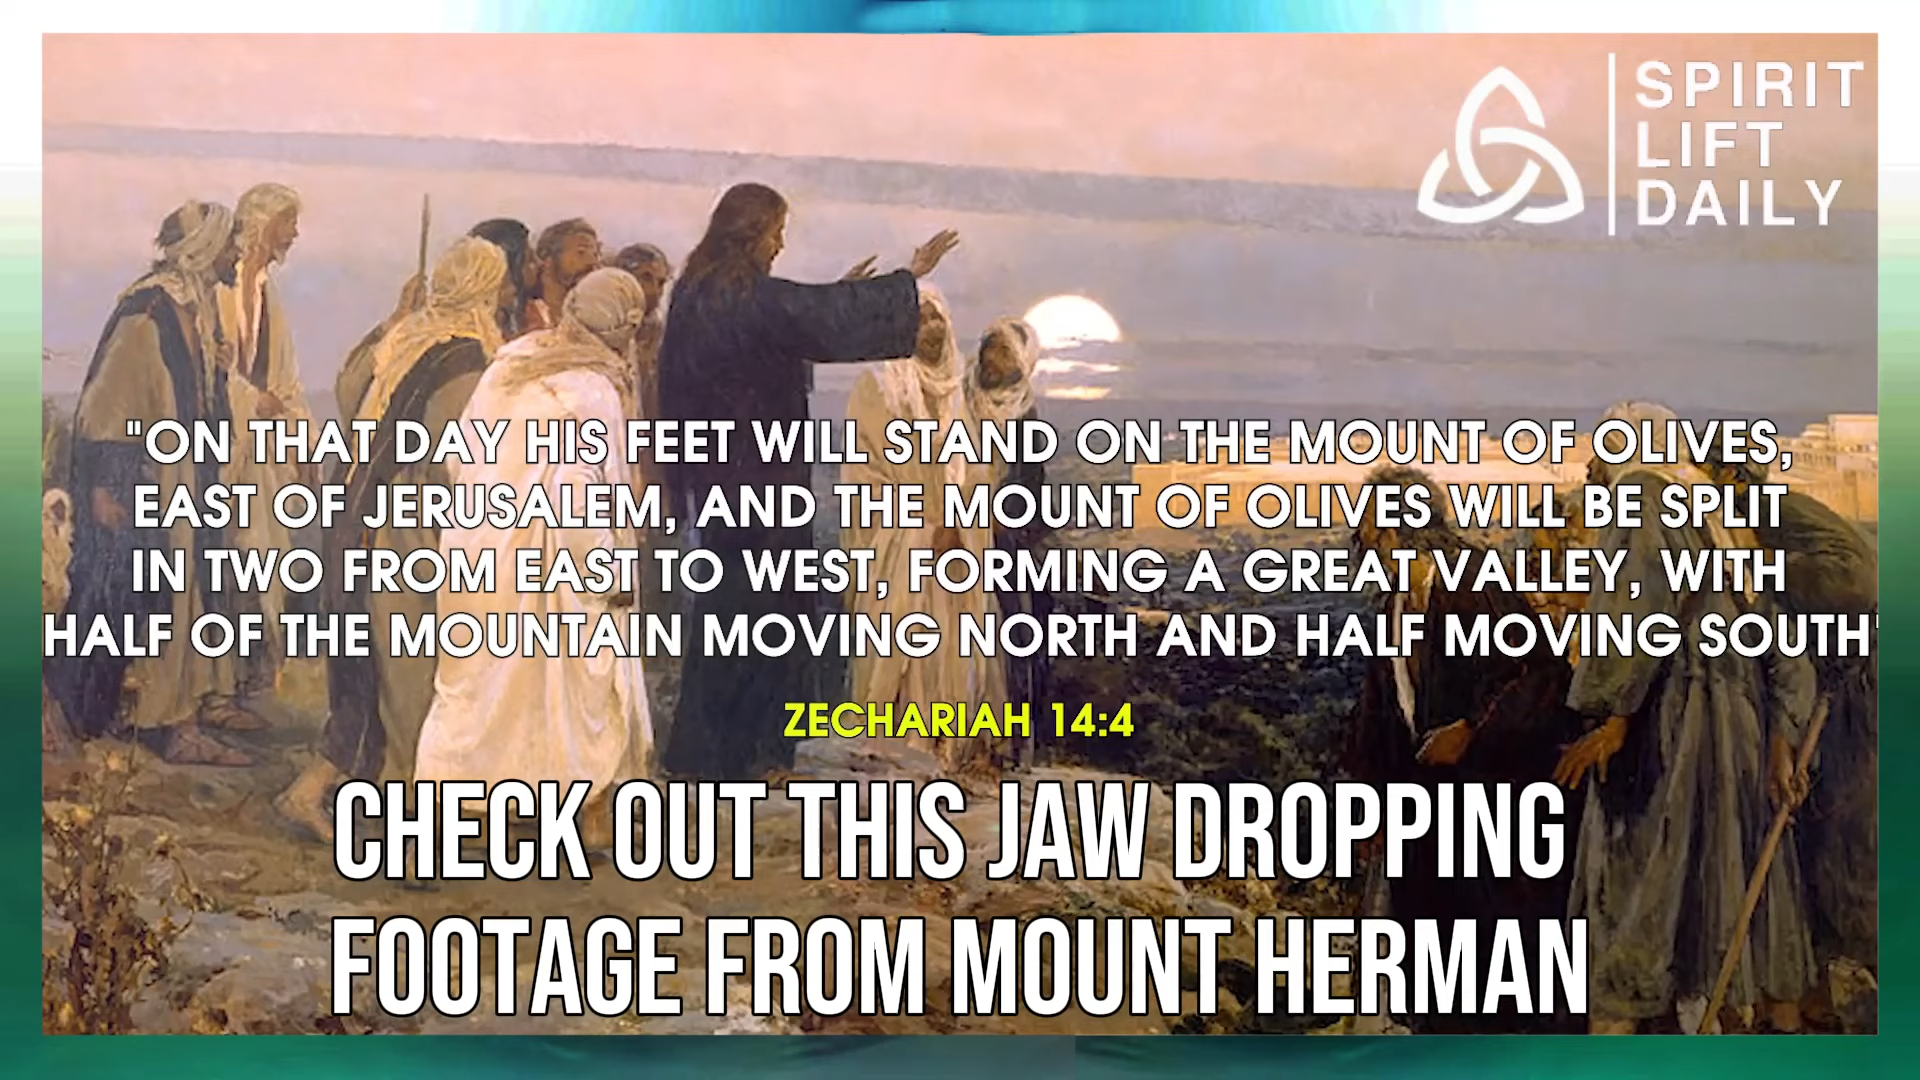 SPIRIT
LIFT
DAILY
"ON THAT DAY HIS FEET WILL STAND ON THE MOUNT OF OLIVES,
EAST OF JERUSALEM, AND THE MOUNT OF OLIVES WILL BE SPLIT
IN TWO FROM EAST TO WEST, FORMING A GREAT VALLEY, WITH
HALF OF THE MOUNTAIN MOVING NORTH AND HALF MOVING SOUTH"
ZECHARIAH 14:4
CHECK OUT THIS JAW DROPPING
FOOTAGE FROM MOUNT HERMAN